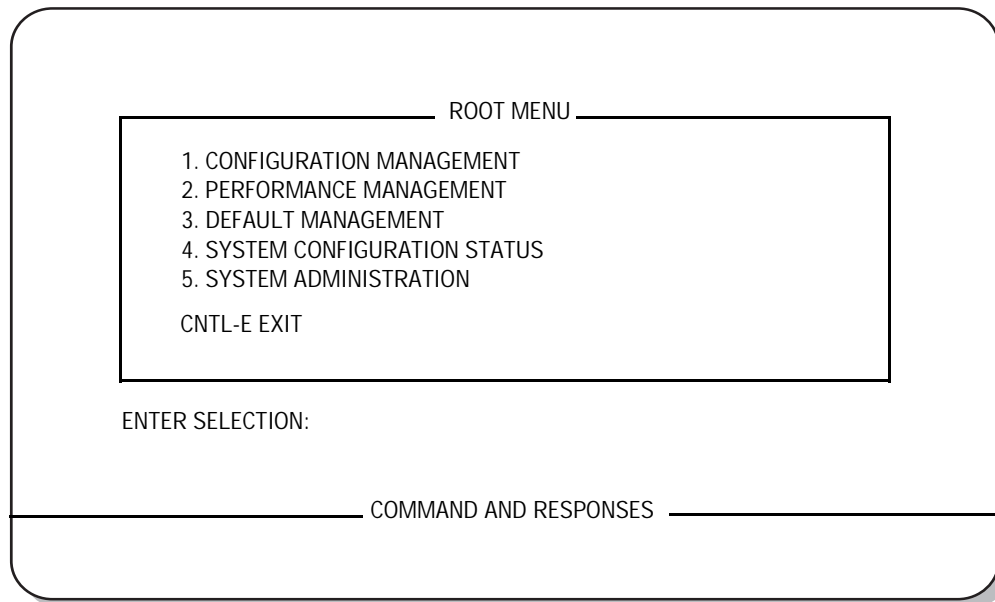 ROOT MENU
1. CONFIGURATION MANAGEMENT
2. PERFORMANCE MANAGEMENT
3. DEFAULT MANAGEMENT
4. SYSTEM CONFIGURATION STATUS
5. SYSTEM ADMINISTRATION
CNTL-E EXIT
ENTER SELECTION:
COMMAND AND RESPONSES